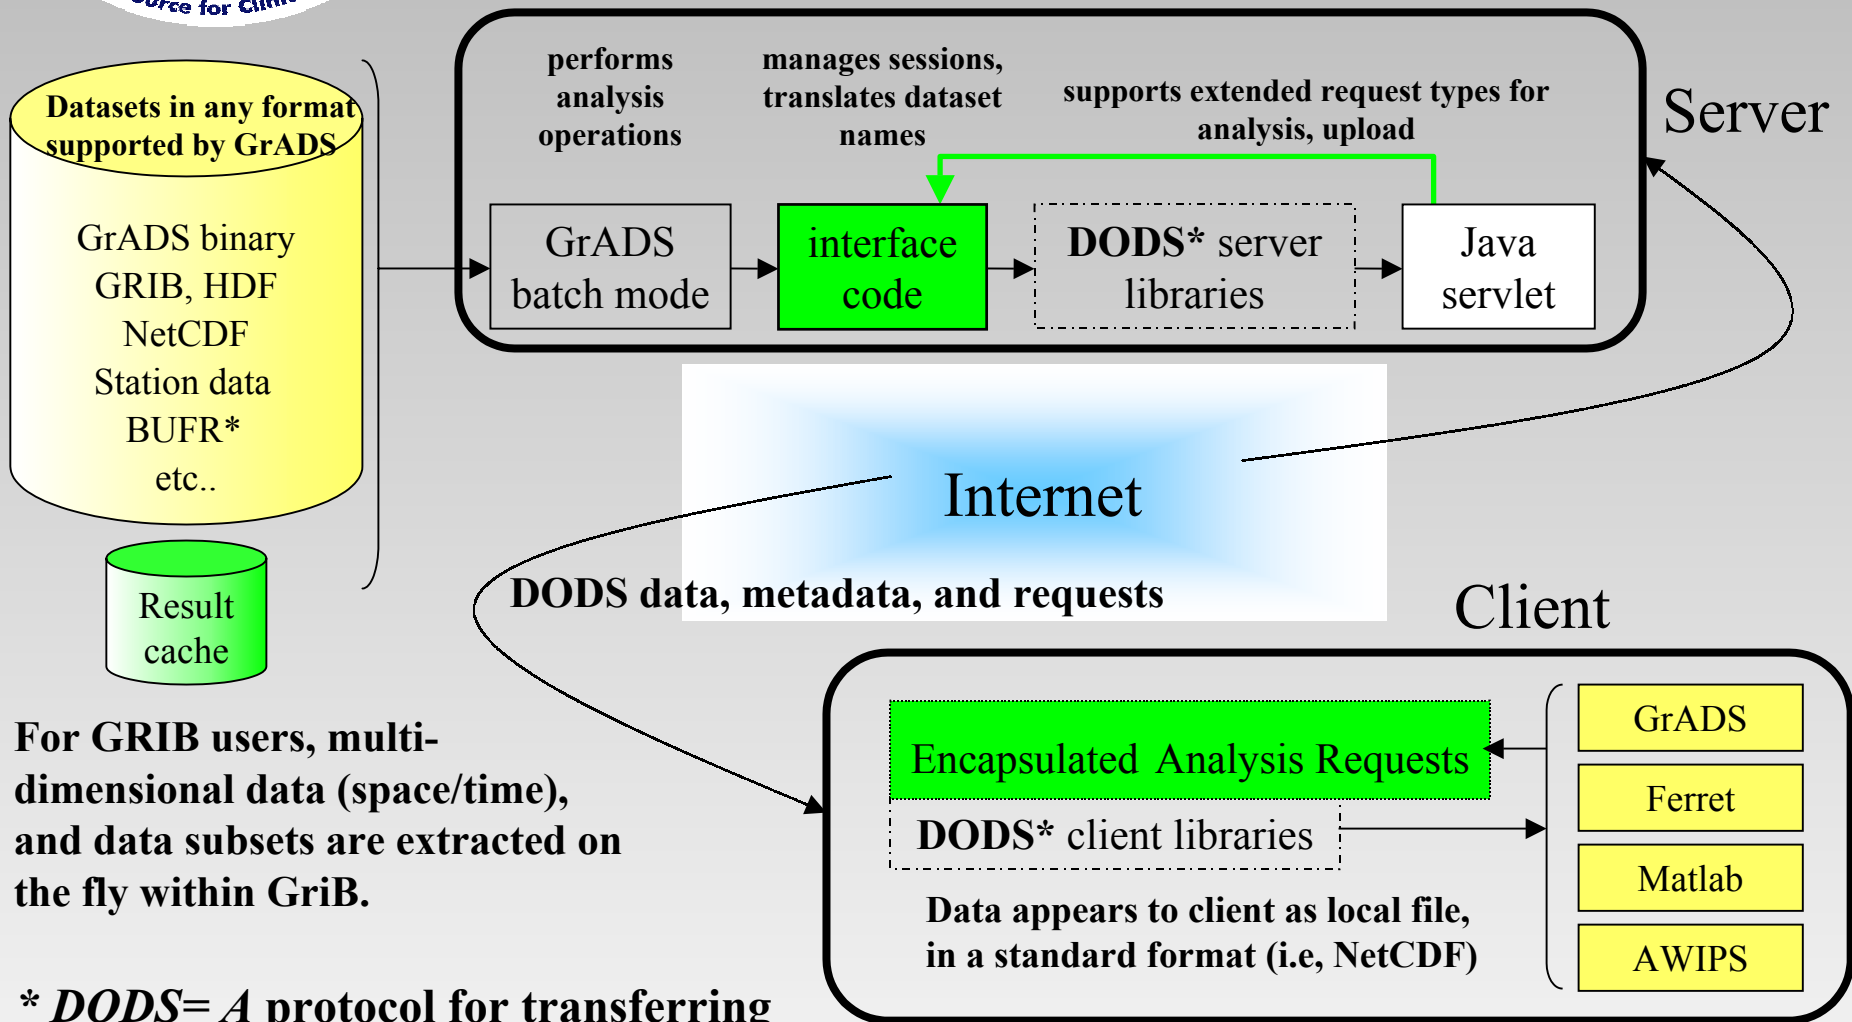 ource for Clim
Datasets in any format
supported by GrADS
GrADS binary
GRIB, HDF
NetCDF
Station data
BUFR*
etc..
Result
cache
performs
analysis
operations
manages sessions,
translates dataset
names
supports extended request types for
analysis, upload
Server
GrADS
batch mode
interface
code
DODS* server
libraries
Java
servlet
Internet
DODS data, metadata, and requests
Client
Encapsulated Analysis Requests
DODS* client libraries
Data appears to client as local file,
in a standard format (i.e, NetCDF)
GrADS
Ferret
Matlab
AWIPS
For GRIB users, multi-
dimensional data (space/time),
and data subsets are extracted on
the fly within GriB.
* DODS= A protocol for transferring